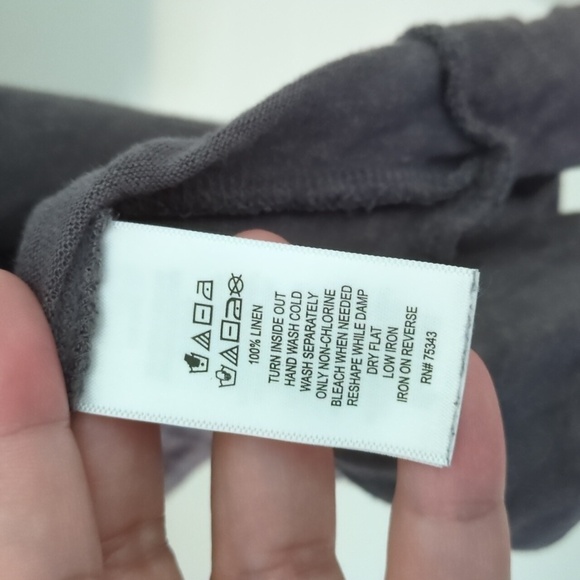 100% LINEN
TURN INSIDE OUT
HAND WASH COLD
WASH SEPARATELY
ONLY NON-CHLORINE
BLEACH WHEN NEEDED
RESHAPE WHILE DAMP
DRY FLAT
LOW IRON
IRON ON REVERSE
RN# 75343